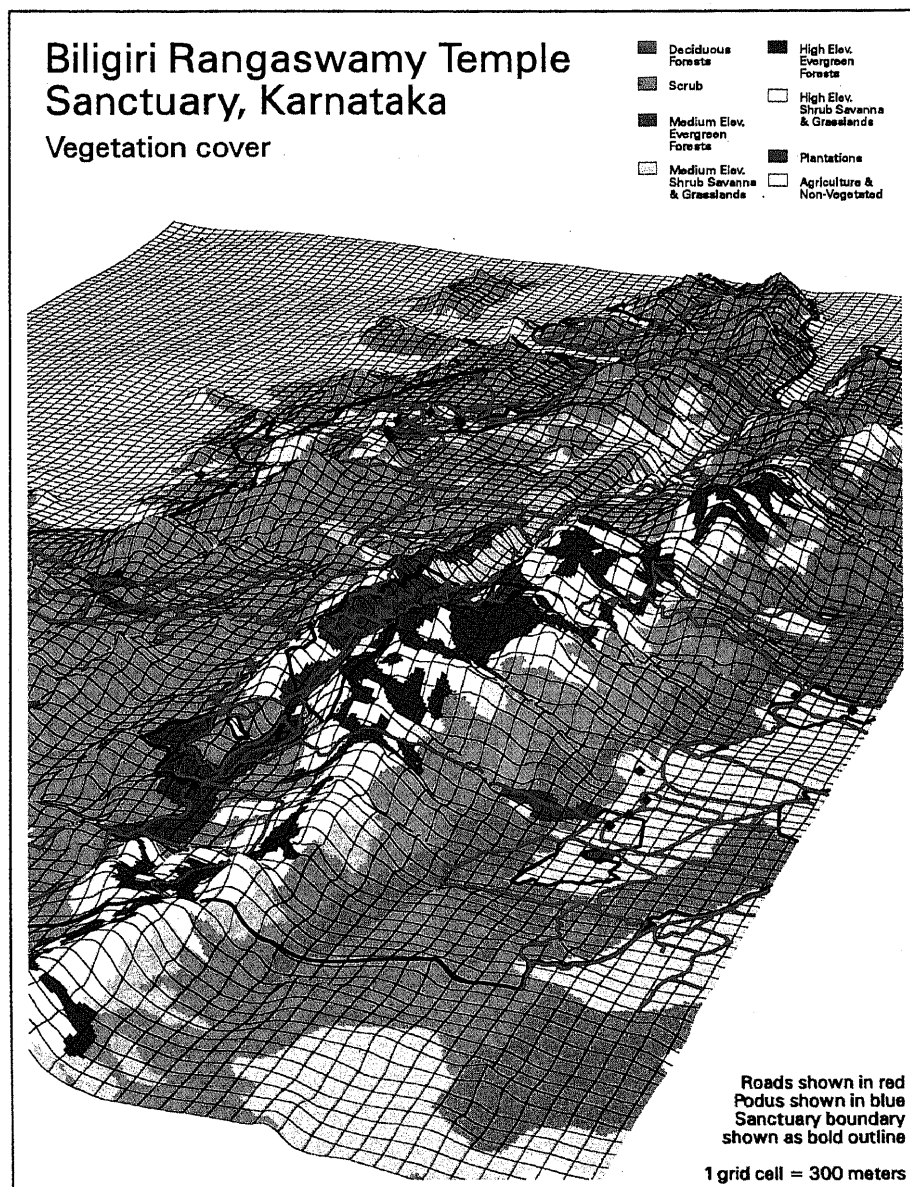 Biligiri Rangaswamy Temple
Sanctuary, Karnataka
Vegetation cover
Deciduous
Forests
Scrub
Medium Elev.
Evergreen
Forests
Medium Elev.
Shrub Savanna
& Grasslands
High Elev.
Evergreen
Forests
High Elev.
Shrub Savanna
& Grasslands
Plantations
Agriculture &
Non-Vegetated
Roads shown in red
Podus shown in blue
Sanctuary boundary
shown as bold outline
1 grid cell = 300 meters